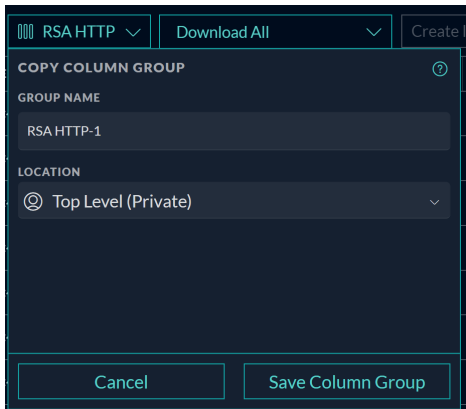 RSA HTTP Download All Create
COPY COLUMN GROUP
GROUP NAME
RSA HTTP-1
LOCATION
Top Level (Private)
Cancel Save Column Group